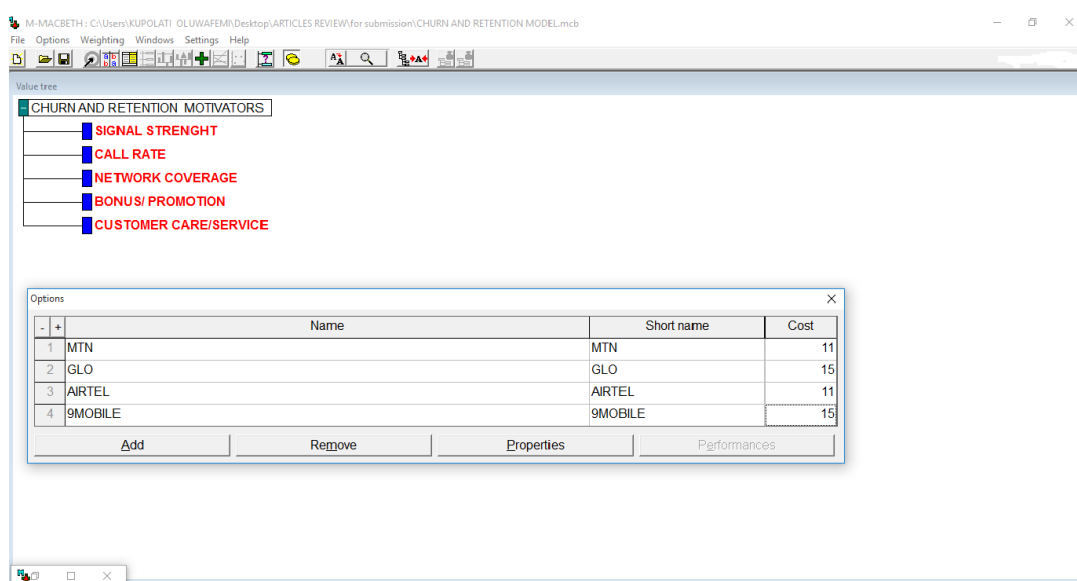 M-MACBETH : C:\Users\KUPOLATI OLUWAFEMI\Desktop\ARTICLES REVIEW\for submission\CHURN AND RETENTION MODEL.mcb
File Options Weighting Windows Settings Help
Value tree
CHURN AND RETENTION MOTIVATORS
SIGNAL STRENGHT
CALL RATE
NETWORK COVERAGE
BONUS/ PROMOTION
CUSTOMER CARE/SERVICE
Options
- + Name Short name Cost
1 MTN MTN 11
2 GLO GLO 15
3 AIRTEL AIRTEL 11
4 9MOBILE 9MOBILE 15
Add Remove Properties Performances